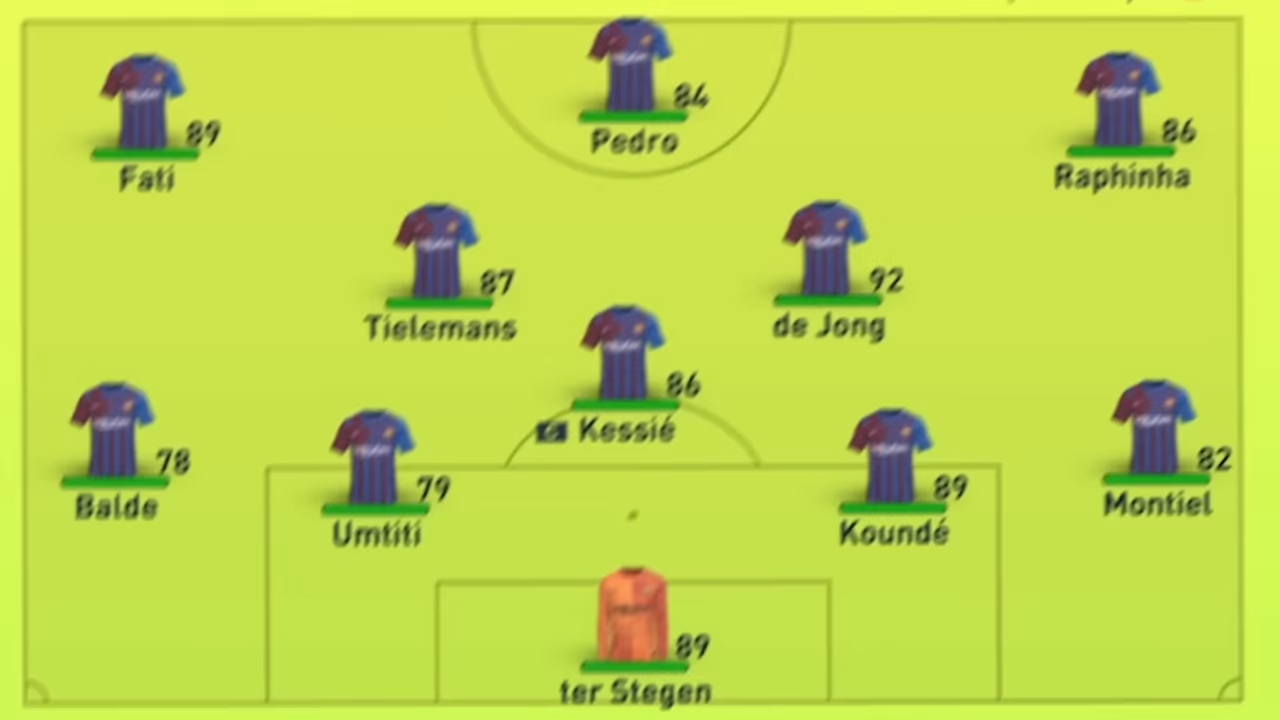 84
Pedro
89
Fati
86
Raphinha
87
Tielemans
92
de Jong
86
Kessié
78
Balde
79
Umtiti
89
Koundé
82
Montiel
89
ter Stegen